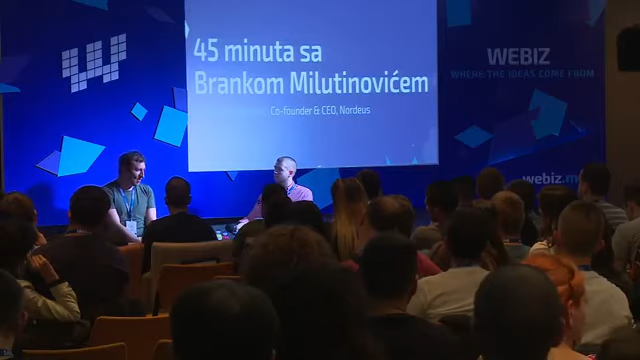 45 minuta sa
Brankom Milutinovićem
Co-founder & CEO, Nordeus
WEBIZ
WHERE THE IDEAS COME FROM
webiz.m